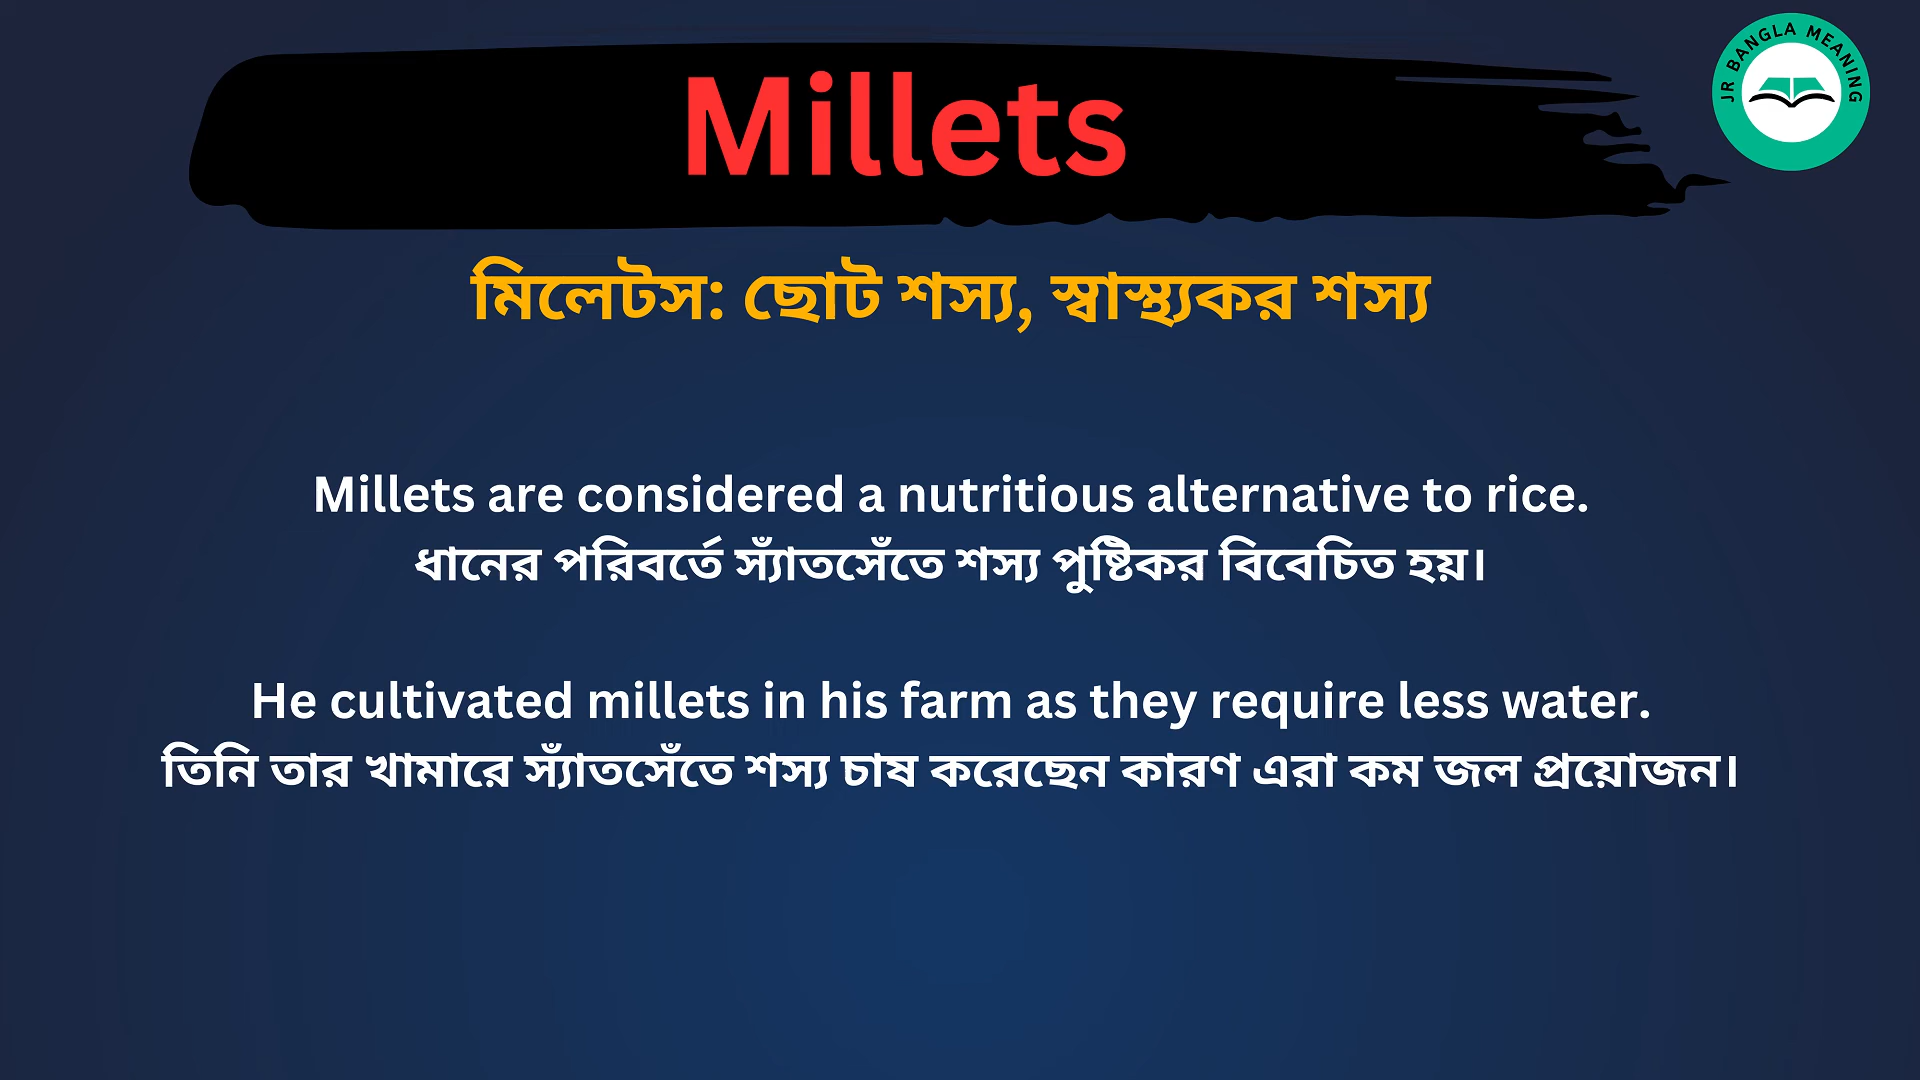 Millets
JR BANGLA MEANING
মিলেটস: ছোট শস্য, স্বাস্থ্যকর শস্য
Millets are considered a nutritious alternative to rice.
ধানের পরিবর্তে স্যাঁতসেঁতে শস্য পুষ্টিকর বিবেচিত হয়।
He cultivated millets in his farm as they require less water.
তিনি তার খামারে স্যাঁতসেঁতে শস্য চাষ করেছেন কারণ এরা কম জল প্রয়োজন।